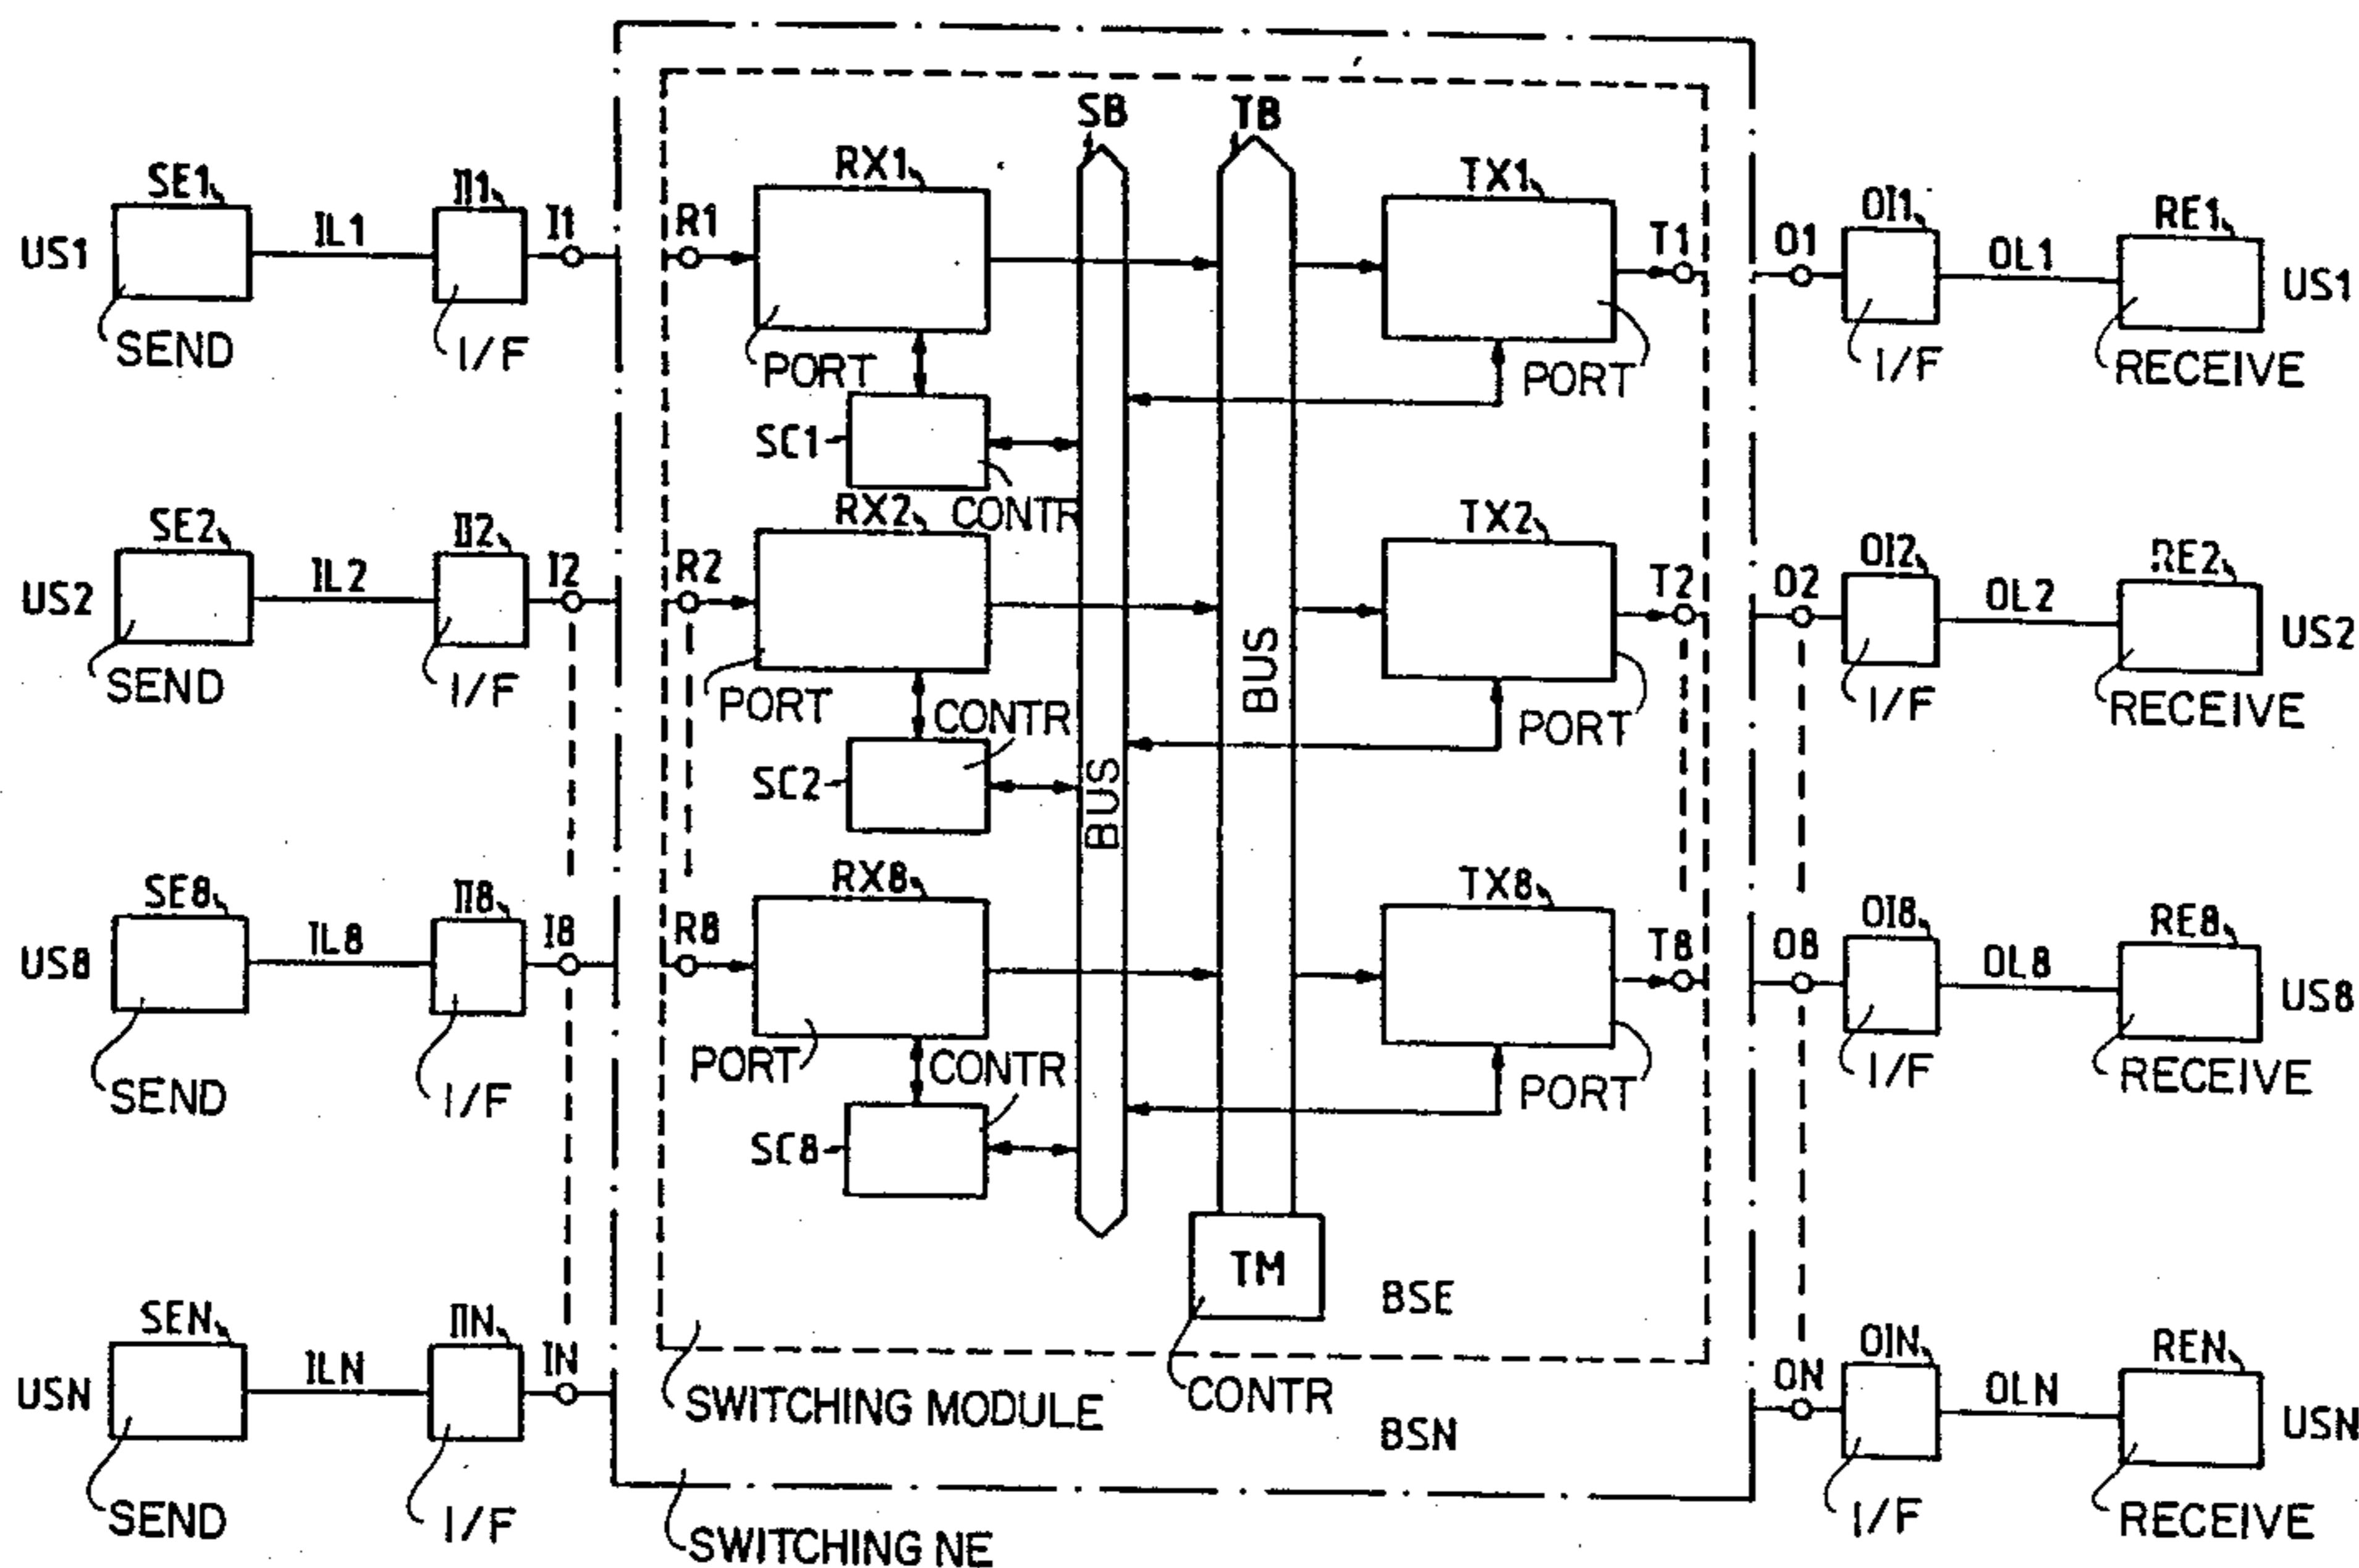 SB TB
SE1 II1 I1 R1 RX1 TX1 T1 O1 OI1 RE1
US1 IL1 OL1 US1
SEND I/F PORT PORT I/F RECEIVE
SC1 CONTR
SE2 II2 I2 R2 RX2 TX2 T2 O2 OI2 RE2
US2 IL2 OL2 US2
SEND I/F PORT CONTR BUS PORT I/F RECEIVE
SC2 BUS
SE8 II8 I8 R8 RX8 TX8 T8 O8 OI8 RE8
US8 IL8 OL8 US8
SEND I/F PORT CONTR PORT I/F RECEIVE
SC8
TM BSE
SEN IIN IN ON OIN REN
USN ILN OLN USN
SWITCHING MODULE CONTR
BSN
SEND I/F SWITCHING NE I/F RECEIVE